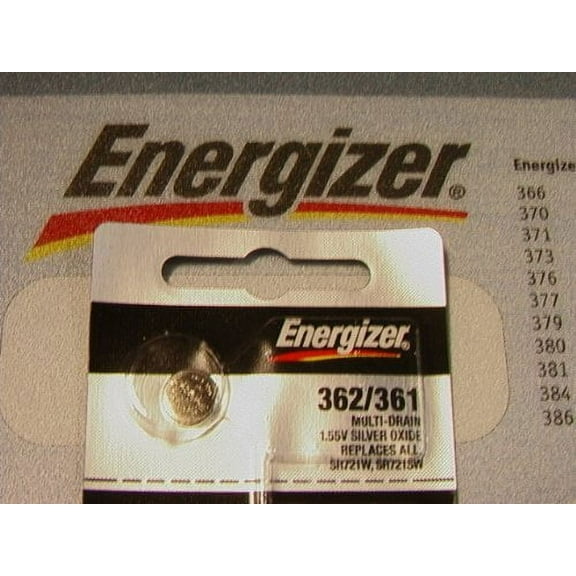 Energizer®
Energizer
362/361
MULTI-DRAIN
1.55V SILVER OXIDE
REPLACES ALL
SR721W, SR721SW
Energize
366
370
371
373
376
377
379
380
381
384
386